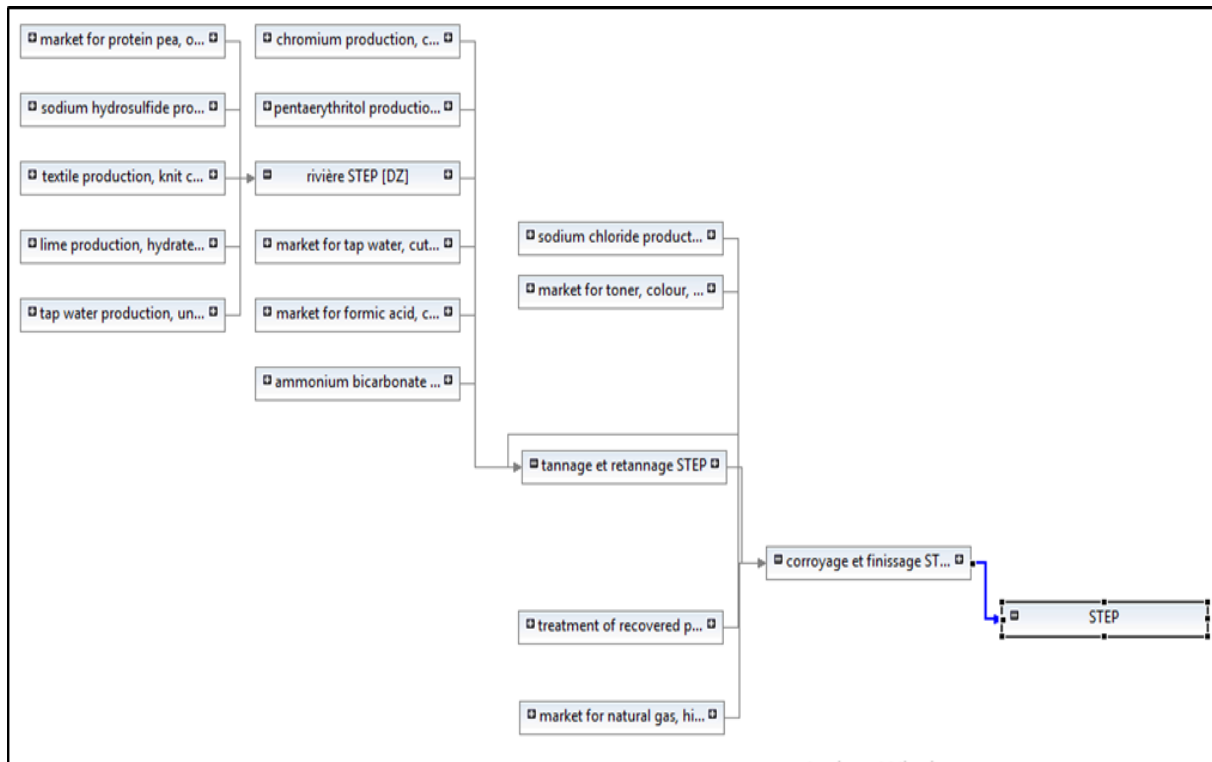 market for protein pea, o...
chromium production, c...
sodium hydrosulfide pro...
pentaerythritol productio...
textile production, knit c...
rivière STEP [DZ]
lime production, hydrate...
market for tap water, cut...
tap water production, un...
market for formic acid, c...
ammonium bicarbonate ...
sodium chloride product...
market for toner, colour, ...
tannage et retannage STEP
corroyage et finissage ST...
STEP
treatment of recovered p...
market for natural gas, hi...